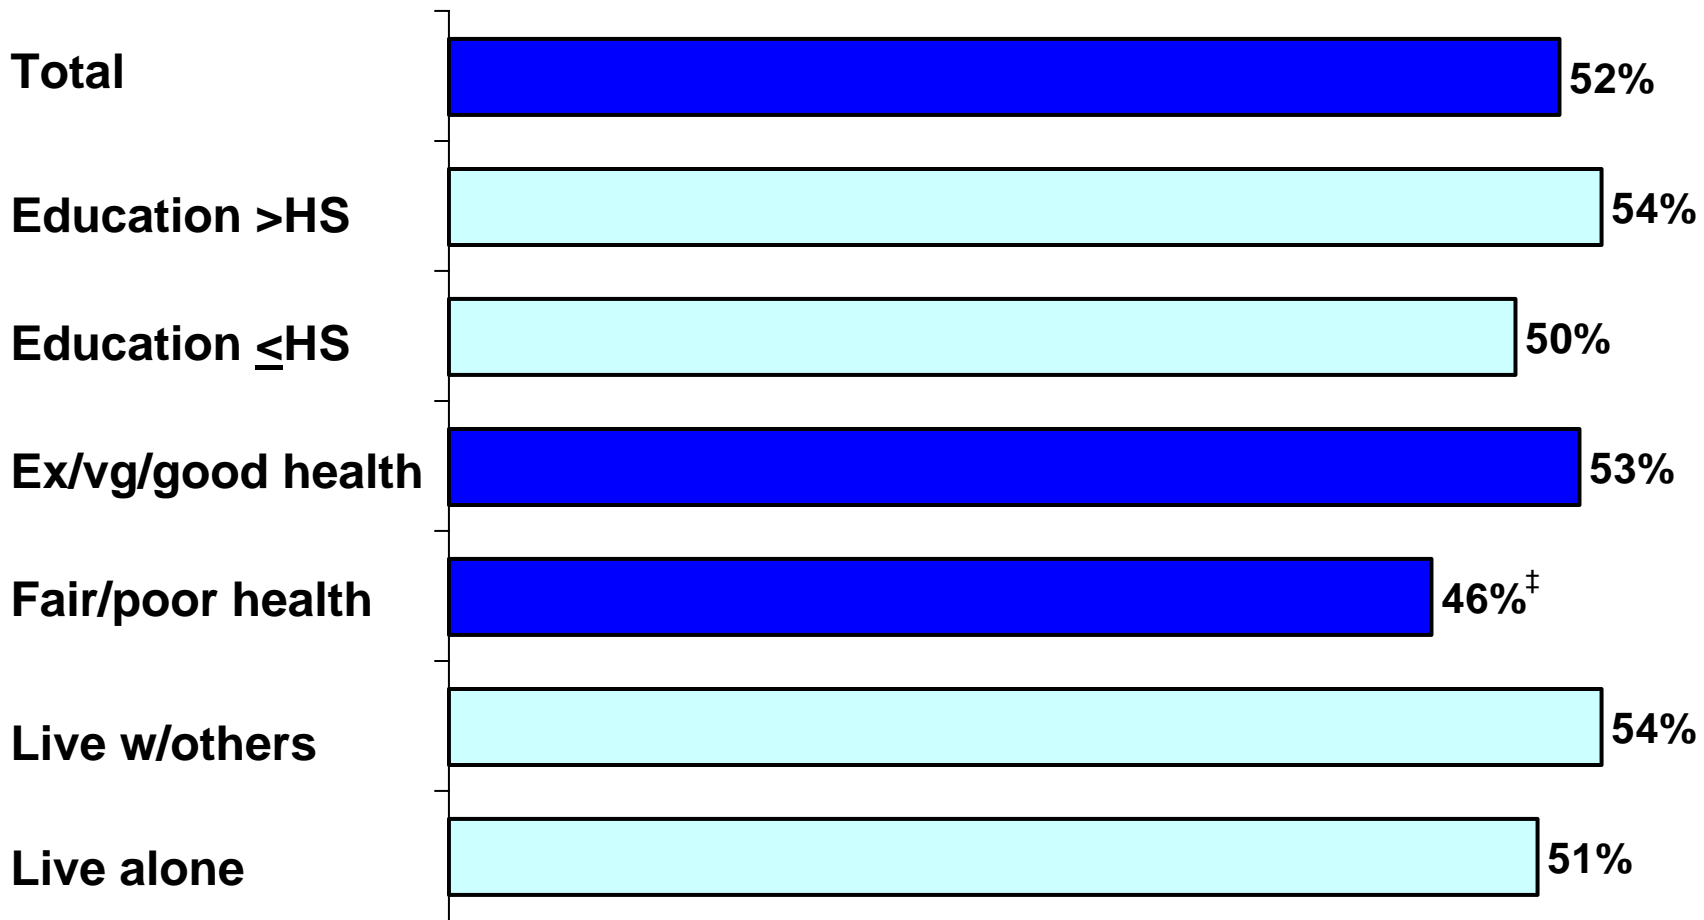 Total 52%
Education >HS 54%
Education <HS 50%
Ex/vg/good health 53%
Fair/poor health 46%‡
Live w/others 54%
Live alone 51%